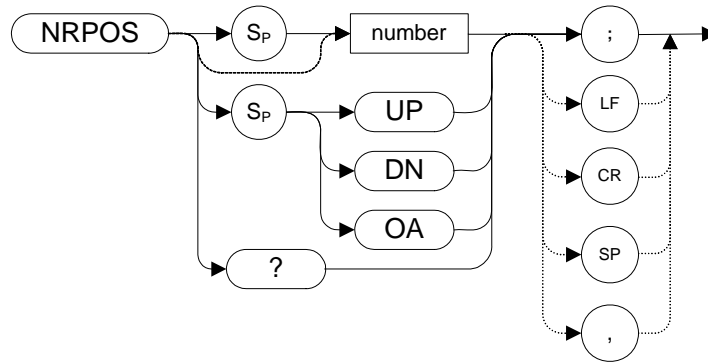 NRPOS SP number ;
SP UP LF
DN CR
OA SP
? ,